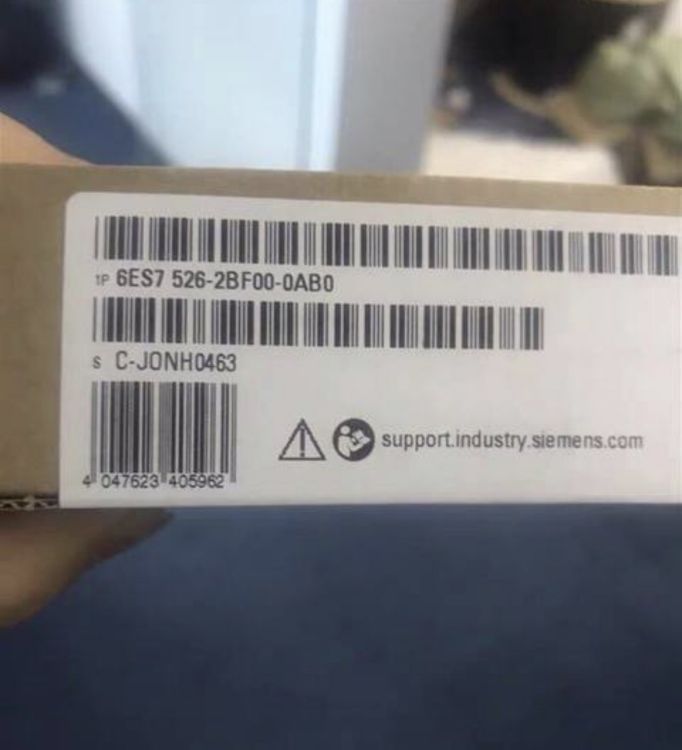 1P 6ES7 526-2BF00-0AB0
S C-JONH0463
support.industry.siemens.com
4 047623 405962